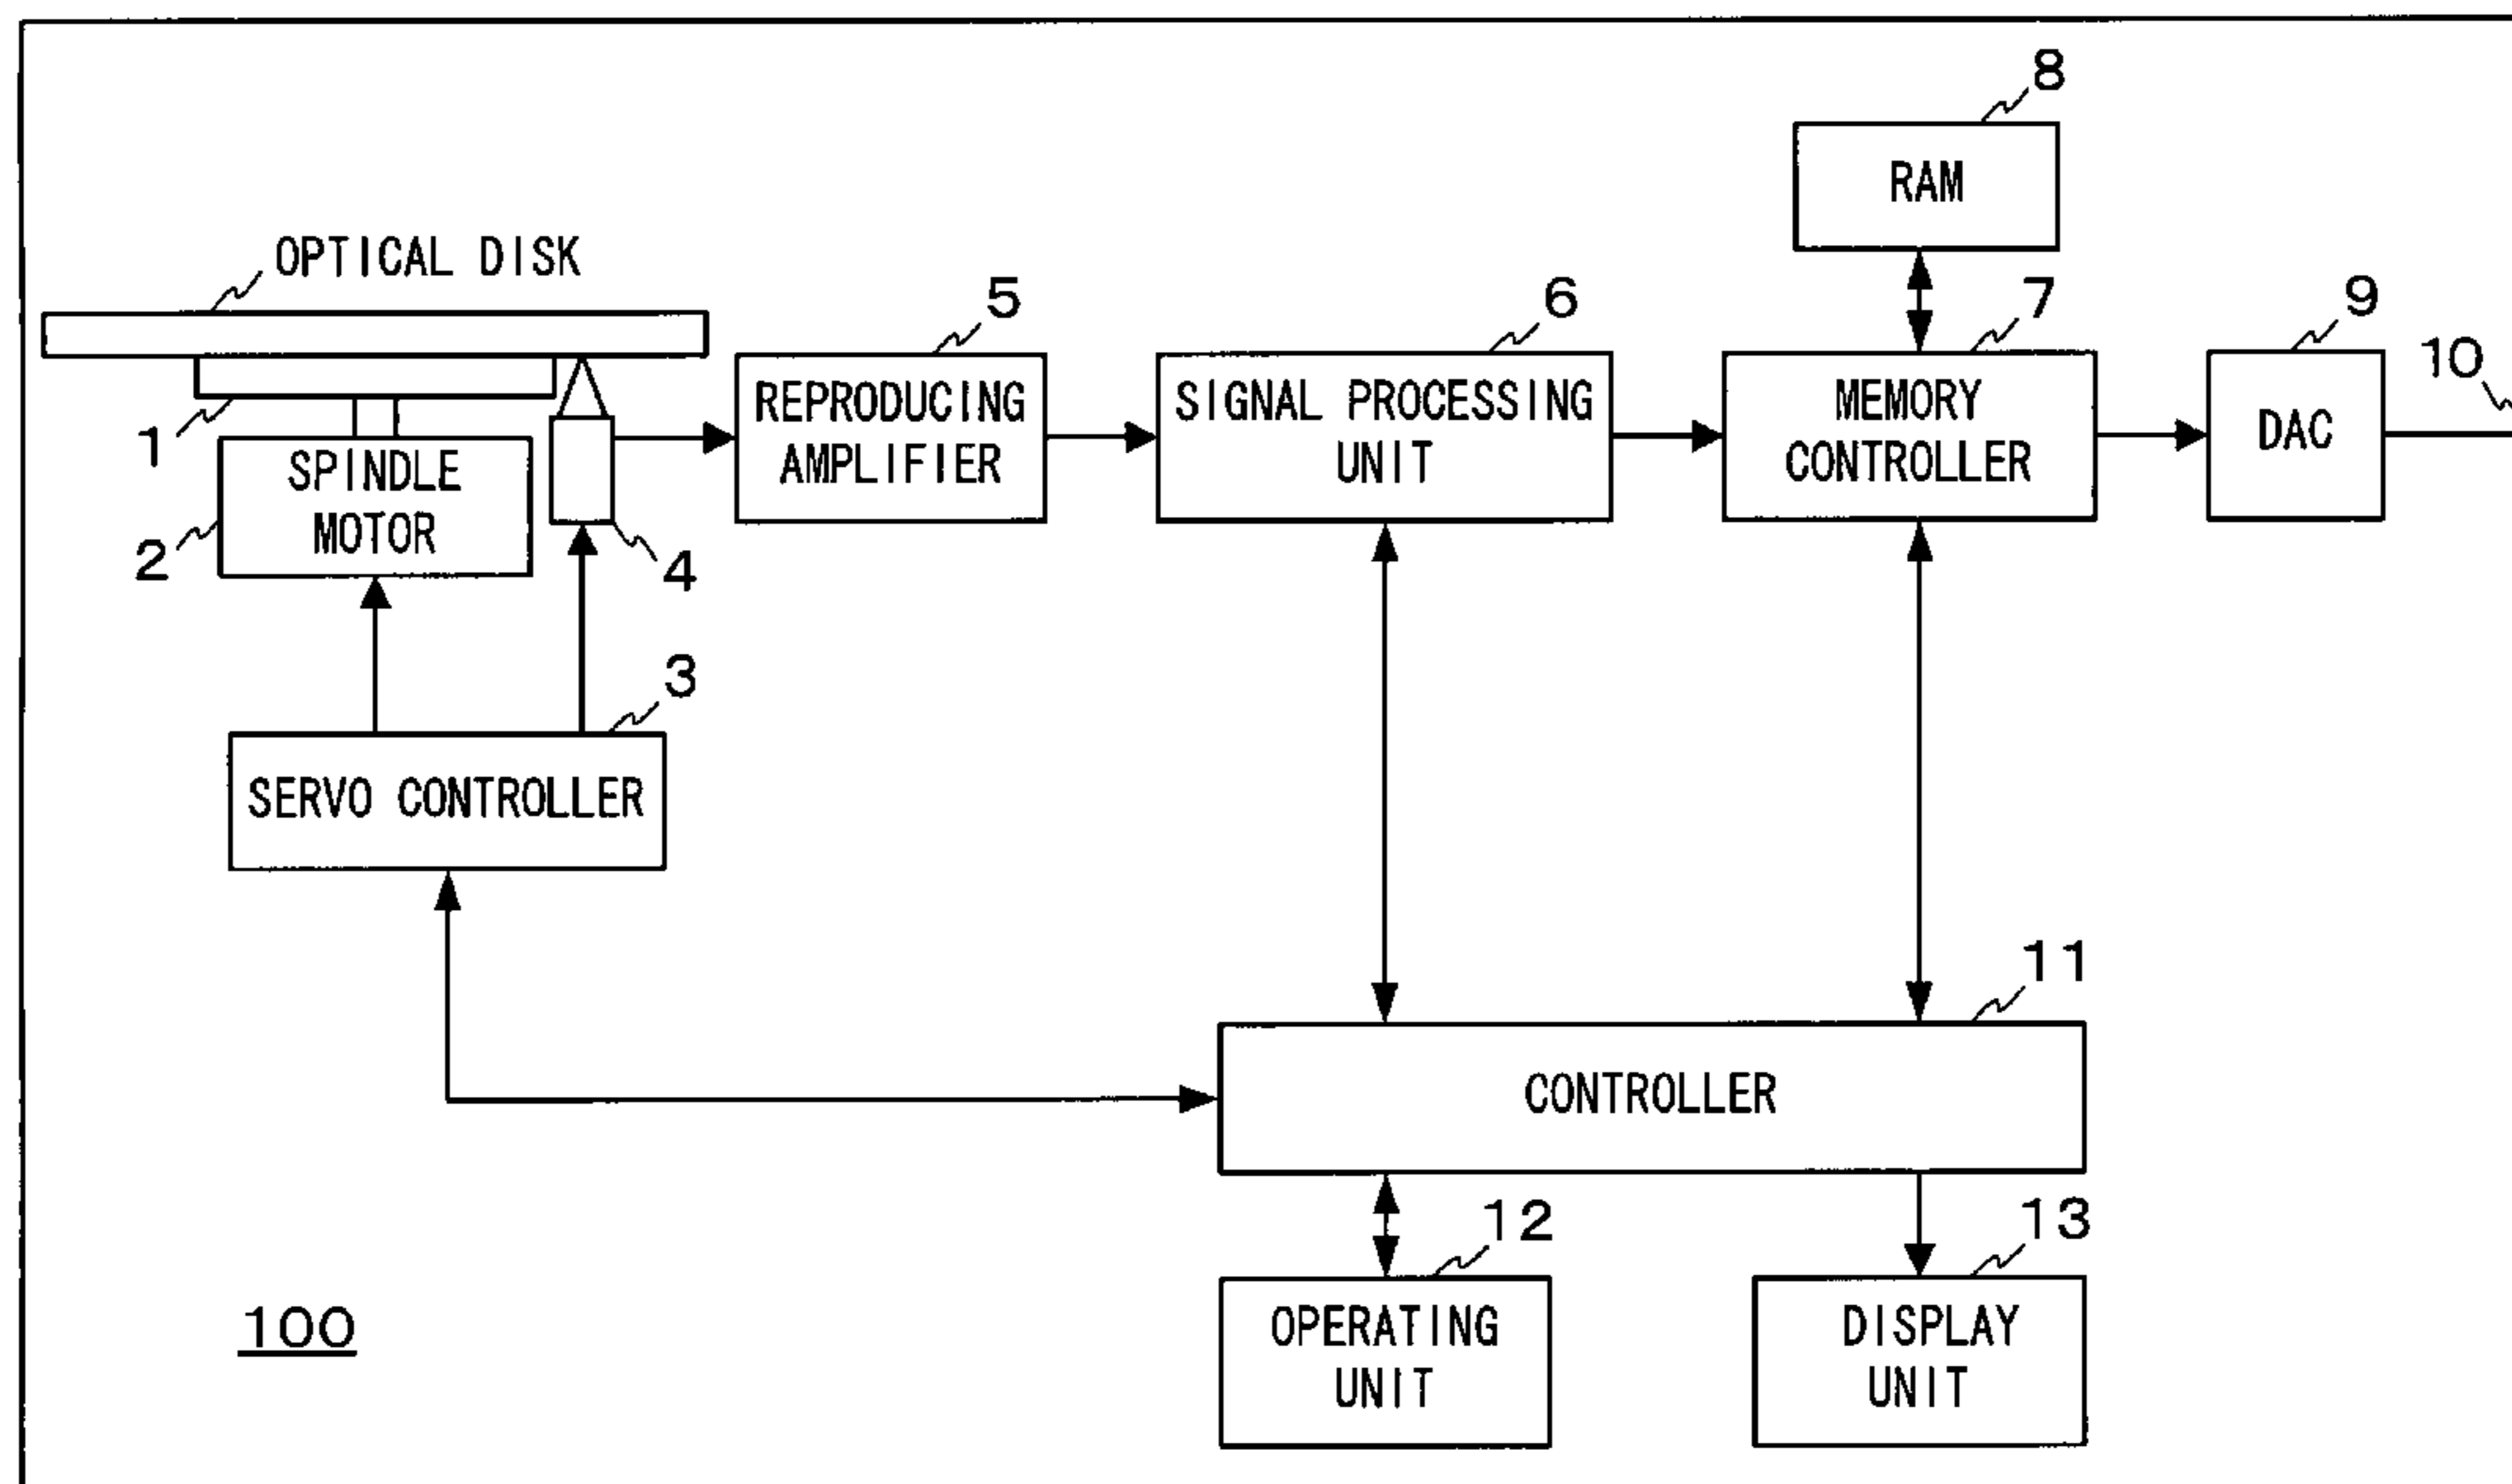 8
RAM
OPTICAL DISK
5
6
7
9
10
REPRODUCING
AMPLIFIER
SIGNAL PROCESSING
UNIT
MEMORY
CONTROLLER
DAC
1
SPINDLE
MOTOR
2
4
3
SERVO CONTROLLER
11
CONTROLLER
12
13
OPERATING
UNIT
DISPLAY
UNIT
100